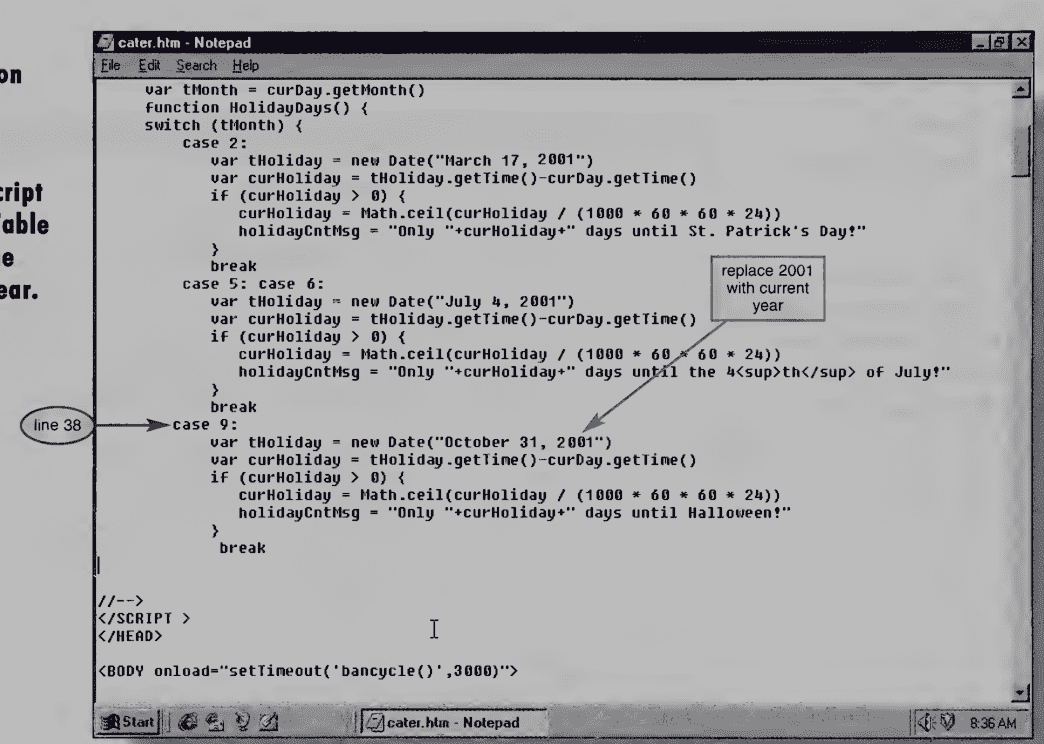 on
cript
able
e
ear.
cater.htm - Notepad
File Edit Search Help
var tMonth = curDay.getMonth()
function HolidayDays() {
switch (tMonth) {
case 2:
var tHoliday = new Date("March 17, 2001")
var curHoliday = tHoliday.getTime()-curDay.getTime()
if (curHoliday > 0) {
curHoliday = Math.ceil(curHoliday / (1000 * 60 * 60 * 24))
holidayCntMsg = "Only "+curHoliday+" days until St. Patrick's Day!"
}
break
case 5: case 6:
var tHoliday = new Date("July 4, 2001")
var curHoliday = tHoliday.getTime()-curDay.getTime()
if (curHoliday > 0) {
curHoliday = Math.ceil(curHoliday / (1000 * 60 * 60 * 24))
holidayCntMsg = "Only "+curHoliday+" days until the 4<sup>th</sup> of July!"
}
break
replace 2001
with current
year
line 38
case 9:
var tHoliday = new Date("October 31, 2001")
var curHoliday = tHoliday.getTime()-curDay.getTime()
if (curHoliday > 0) {
curHoliday = Math.ceil(curHoliday / (1000 * 60 * 60 * 24))
holidayCntMsg = "Only "+curHoliday+" days until Halloween!"
}
break
//-->
</SCRIPT >
</HEAD>
<BODY onload="setTimeout('bancycle()',3000)">
Start
cater.htm - Notepad
8:36 AM